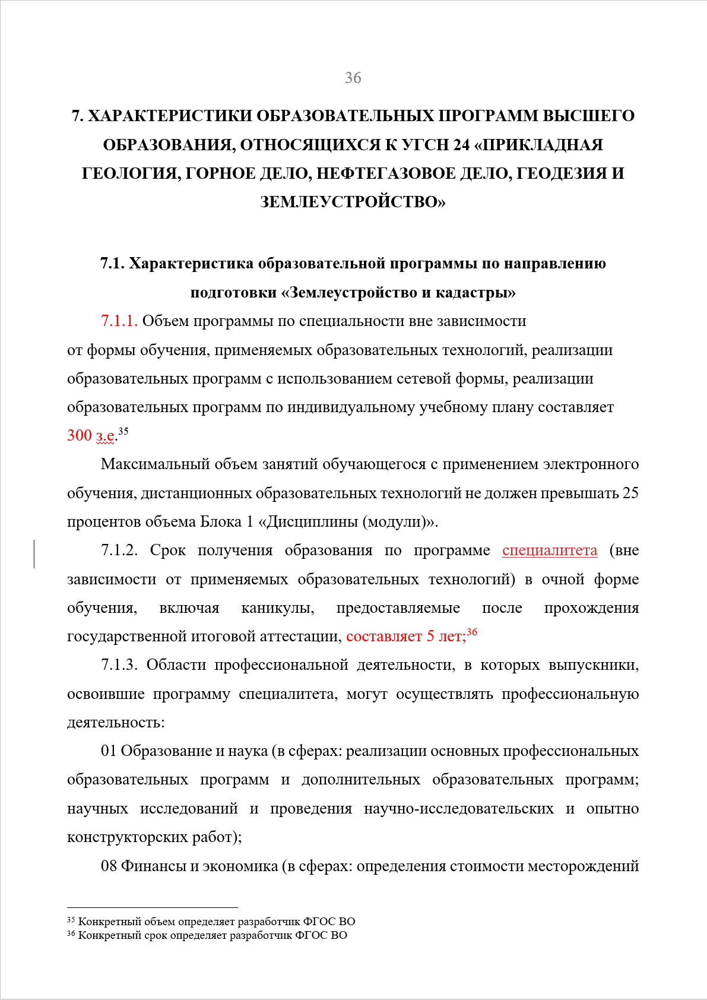 36
7. ХАРАКТЕРИСТИКИ ОБРАЗОВАТЕЛЬНЫХ ПРОГРАММ ВЫСШЕГО
ОБРАЗОВАНИЯ, ОТНОСЯЩИХСЯ К УГСН 24 «ПРИКЛАДНАЯ
ГЕОЛОГИЯ, ГОРНОЕ ДЕЛО, НЕФТЕГАЗОВОЕ ДЕЛО, ГЕОДЕЗИЯ И
ЗЕМЛЕУСТРОЙСТВО»
7.1. Характеристика образовательной программы по направлению
подготовки «Землеустройство и кадастры»
7.1.1. Объем программы по специальности вне зависимости
от формы обучения, применяемых образовательных технологий, реализации
образовательных программ с использованием сетевой формы, реализации
образовательных программ по индивидуальному учебному плану составляет
300 з.е.35
Максимальный объем занятий обучающегося с применением электронного
обучения, дистанционных образовательных технологий не должен превышать 25
процентов объема Блока 1 «Дисциплины (модули)».
7.1.2. Срок получения образования по программе специалитета (вне
зависимости от применяемых образовательных технологий) в очной форме
обучения, включая каникулы, предоставляемые после прохождения
государственной итоговой аттестации, составляет 5 лет;36
7.1.3. Области профессиональной деятельности, в которых выпускники,
освоившие программу специалитета, могут осуществлять профессиональную
деятельность:
01 Образование и наука (в сферах: реализации основных профессиональных
образовательных программ и дополнительных образовательных программ;
научных исследований и проведения научно-исследовательских и опытно
конструкторских работ);
08 Финансы и экономика (в сферах: определения стоимости месторождений
35 Конкретный объем определяет разработчик ФГОС ВО
36 Конкретный срок определяет разработчик ФГОС ВО